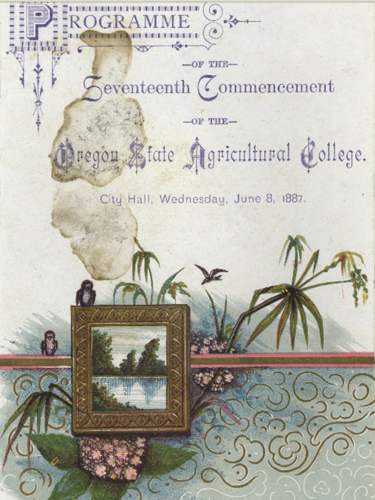 PROGRAMME
—OF THE—
Seventeenth Commencement
—OF THE—
Oregon State Agricultural College.
City Hall, Wednesday, June 8, 1887.